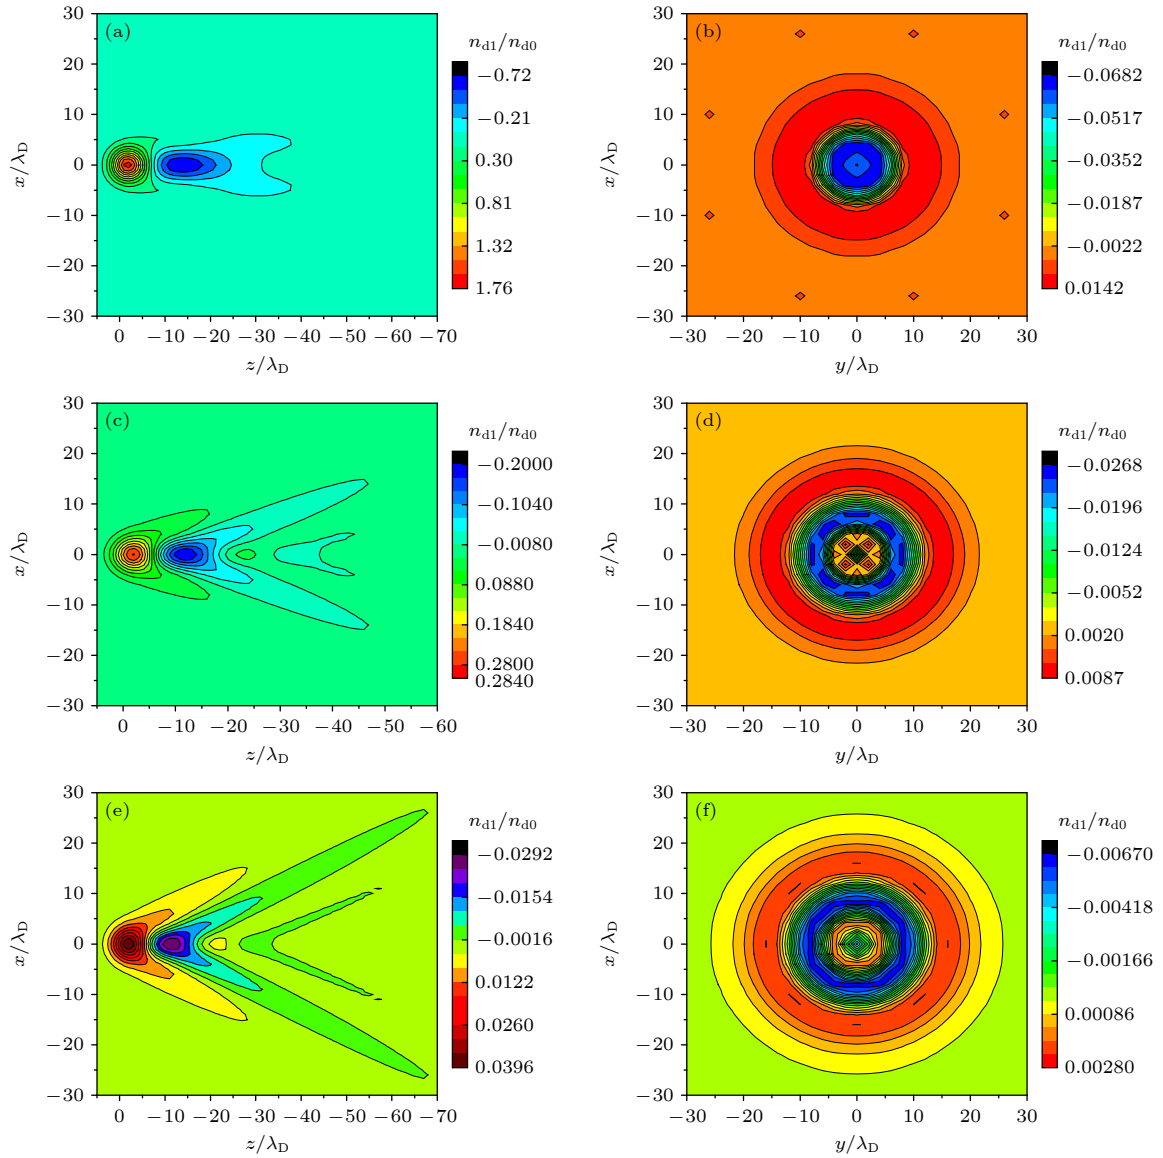 (a)
30
20
10
0
−10
−20
−30
x/λD
0 −10 −20 −30 −40 −50 −60 −70
z/λD
nd1/nd0
−0.72
−0.21
0.30
0.81
1.32
1.76
(b)
30
20
10
0
−10
−20
−30
x/λD
−30 −20 −10 0 10 20 30
y/λD
nd1/nd0
−0.0682
−0.0517
−0.0352
−0.0187
−0.0022
0.0142
(c)
30
20
10
0
−10
−20
−30
x/λD
0 −10 −20 −30 −40 −50 −60
z/λD
nd1/nd0
−0.2000
−0.1040
−0.0080
0.0880
0.1840
0.2800
0.2840
(d)
30
20
10
0
−10
−20
−30
x/λD
−30 −20 −10 0 10 20 30
y/λD
nd1/nd0
−0.0268
−0.0196
−0.0124
−0.0052
0.0020
0.0087
(e)
30
20
10
0
−10
−20
−30
x/λD
0 −10 −20 −30 −40 −50 −60 −70
z/λD
nd1/nd0
−0.0292
−0.0154
−0.0016
0.0122
0.0260
0.0396
(f)
30
20
10
0
−10
−20
−30
x/λD
−30 −20 −10 0 10 20 30
y/λD
nd1/nd0
−0.00670
−0.00418
−0.00166
0.00086
0.00280